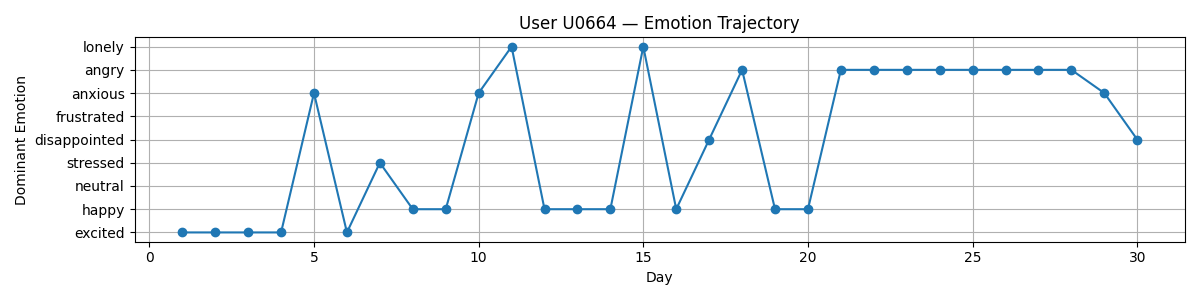 User U0664 — Emotion Trajectory
Dominant Emotion
lonely
angry
anxious
frustrated
disappointed
stressed
neutral
happy
excited
0 5 10 15 20 25 30
Day